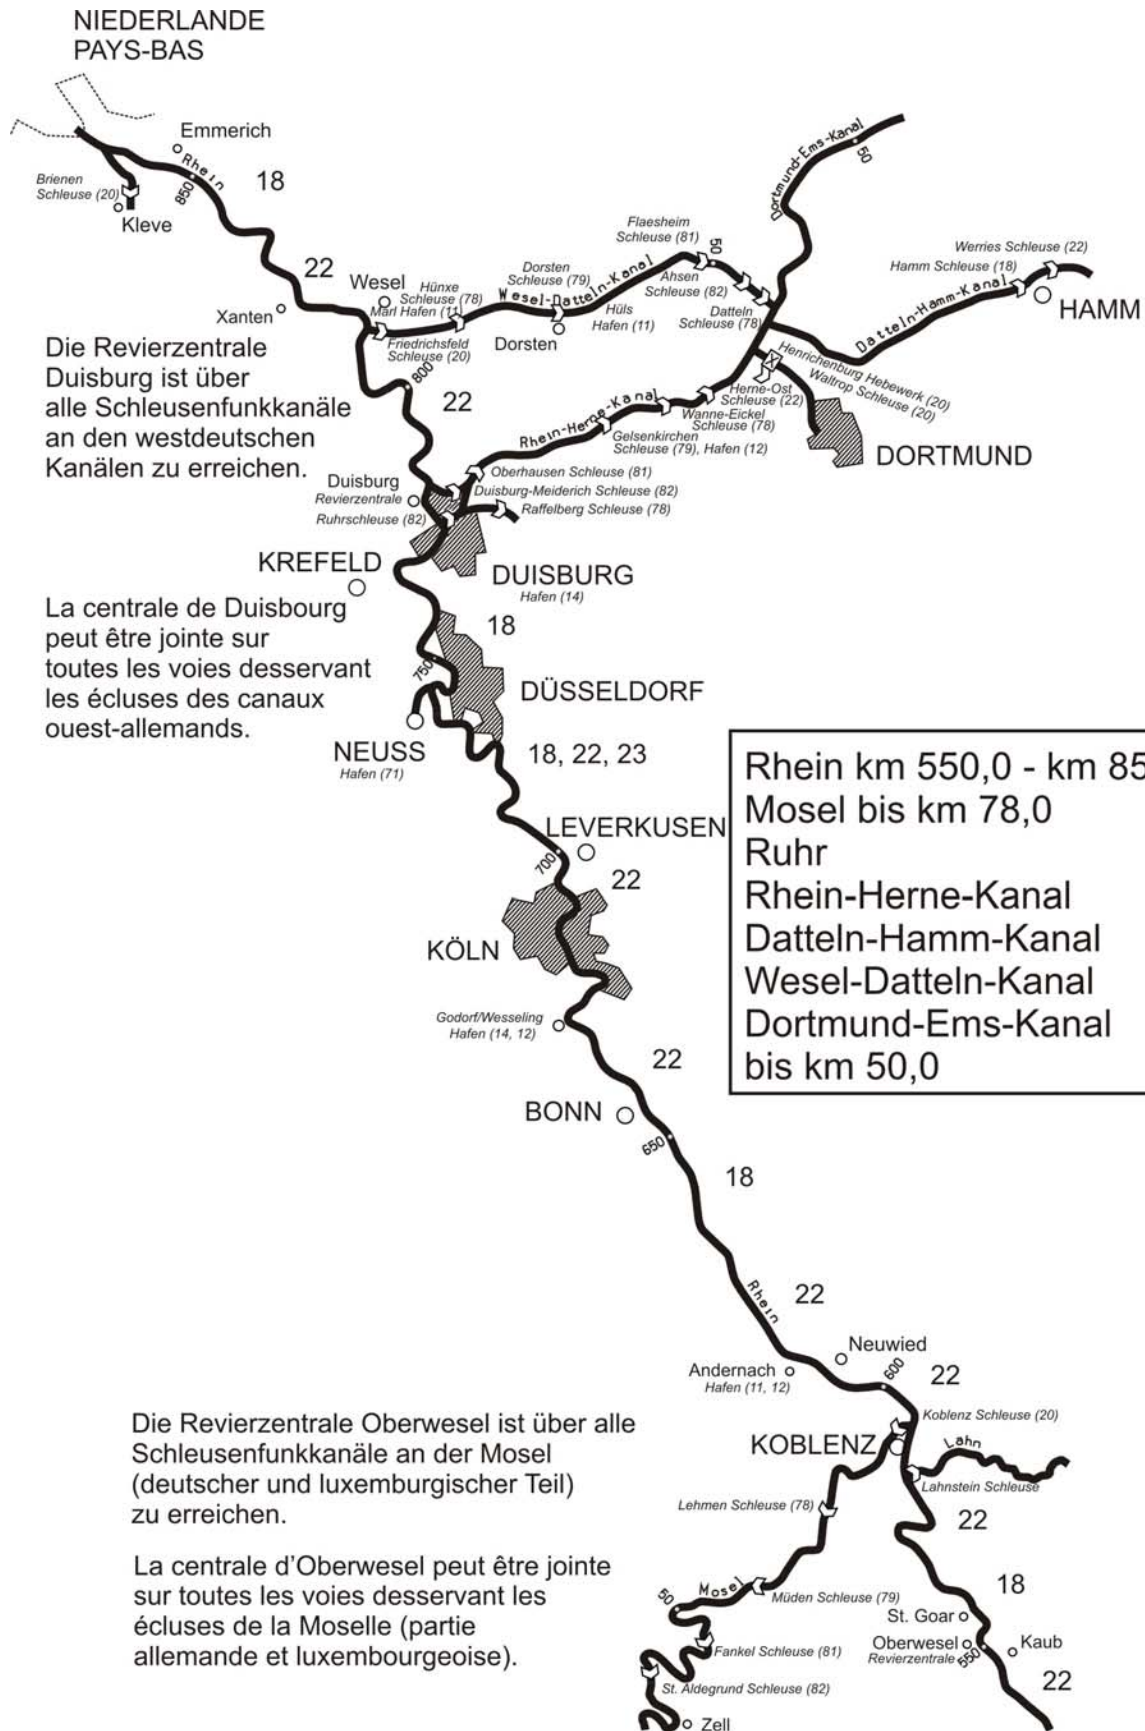 NIEDERLANDE
PAYS-BAS
Emmerich
Rhein
850
18
Brienen
Schleuse (20)
Kleve
Dortmund-Ems-Kanal
50
22
Xanten
Wesel
Flaesheim
Schleuse (81)
50
Dorsten
Schleuse (79)
Hünxe
Schleuse (78)
Marl Hafen (11)
Wesel-Datteln-Kanal
Ahsen
Schleuse (82)
Werries Schleuse (22)
Hamm Schleuse (18)
HAMM
Datteln-Hamm-Kanal
Hüls
Hafen (11)
Datteln
Schleuse (78)
Dorsten
Friedrichsfeld
Schleuse (20)
800
Die Revierzentrale
Duisburg ist über
alle Schleusenfunkkanäle
an den westdeutschen
Kanälen zu erreichen.
22
Henrichenburg Hebewerk (20)
Waltrop Schleuse (20)
Herne-Ost
Schleuse (22)
Wanne-Eickel
Schleuse (78)
Rhein-Herne-Kanal
Gelsenkirchen
Schleuse (79), Hafen (12)
DORTMUND
Oberhausen Schleuse (81)
Duisburg
Revierzentrale
Duisburg-Meiderich Schleuse (82)
Raffelberg Schleuse (78)
Ruhrschleuse (82)
KREFELD
DUISBURG
Hafen (14)
La centrale de Duisbourg
peut être jointe sur
toutes les voies desservant
les écluses des canaux
ouest-allemands.
18
750
DÜSSELDORF
NEUSS
Hafen (71)
18, 22, 23
Rhein km 550,0 - km 85
Mosel bis km 78,0
Ruhr
Rhein-Herne-Kanal
Datteln-Hamm-Kanal
Wesel-Datteln-Kanal
Dortmund-Ems-Kanal
bis km 50,0
LEVERKUSEN
700
22
KÖLN
Godorf/Wesseling
Hafen (14, 12)
22
BONN
650
18
Rhein
22
Neuwied
Andernach
Hafen (11, 12)
600
22
Koblenz Schleuse (20)
KOBLENZ
Lahn
Lahnstein Schleuse
Die Revierzentrale Oberwesel ist über alle
Schleusenfunkkanäle an der Mosel
(deutscher und luxemburgischer Teil)
zu erreichen.
Lehmen Schleuse (78)
22
La centrale d'Oberwesel peut être jointe
sur toutes les voies desservant les
écluses de la Moselle (partie
allemande et luxembourgeoise).
Mosel
50
Müden Schleuse (79)
18
St. Goar
Oberwesel
Revierzentrale
550
Kaub
Fankel Schleuse (81)
22
St. Aldegrund Schleuse (82)
Zell